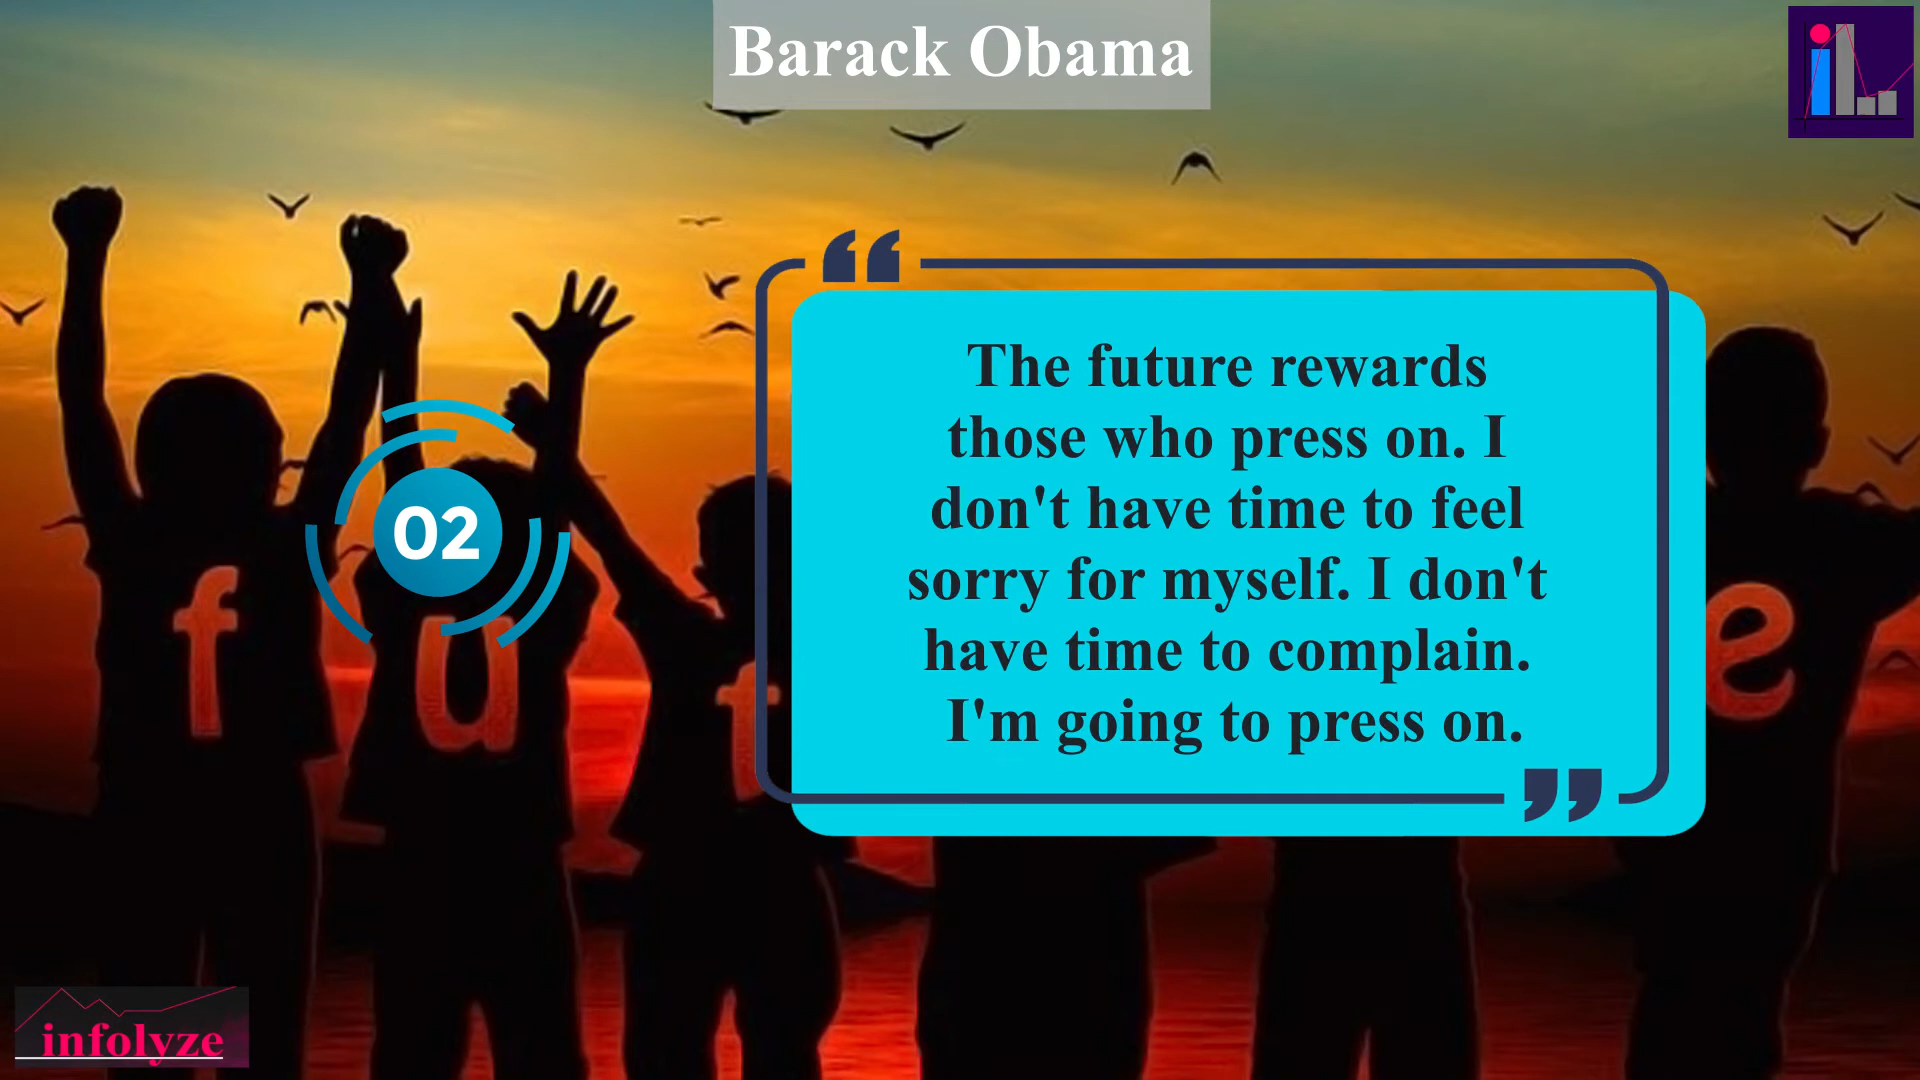 Barack Obama
The future rewards
those who press on. I
don't have time to feel
sorry for myself. I don't
have time to complain.
I'm going to press on.
02
f
u
t
e
infolyze